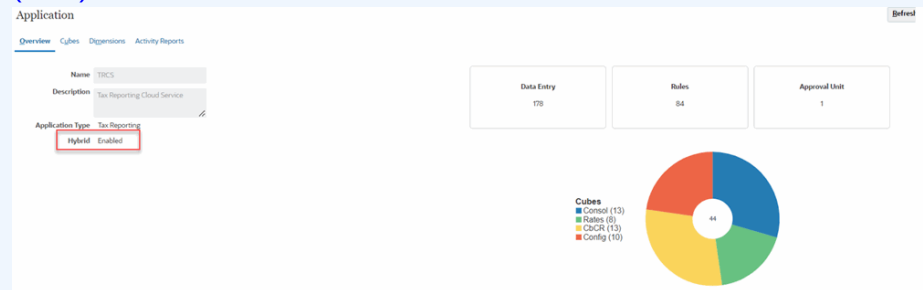 Application
Refresh
Overview Cubes Dimensions Activity Reports
Name TRCS
Description Tax Reporting Cloud Service
Application Type Tax Reporting
Hybrid Enabled
Data Entry
178
Rules
84
Approval Unit
1
Cubes
Consol (13)
Rates (8)
CbCR (13)
Config (10)
44